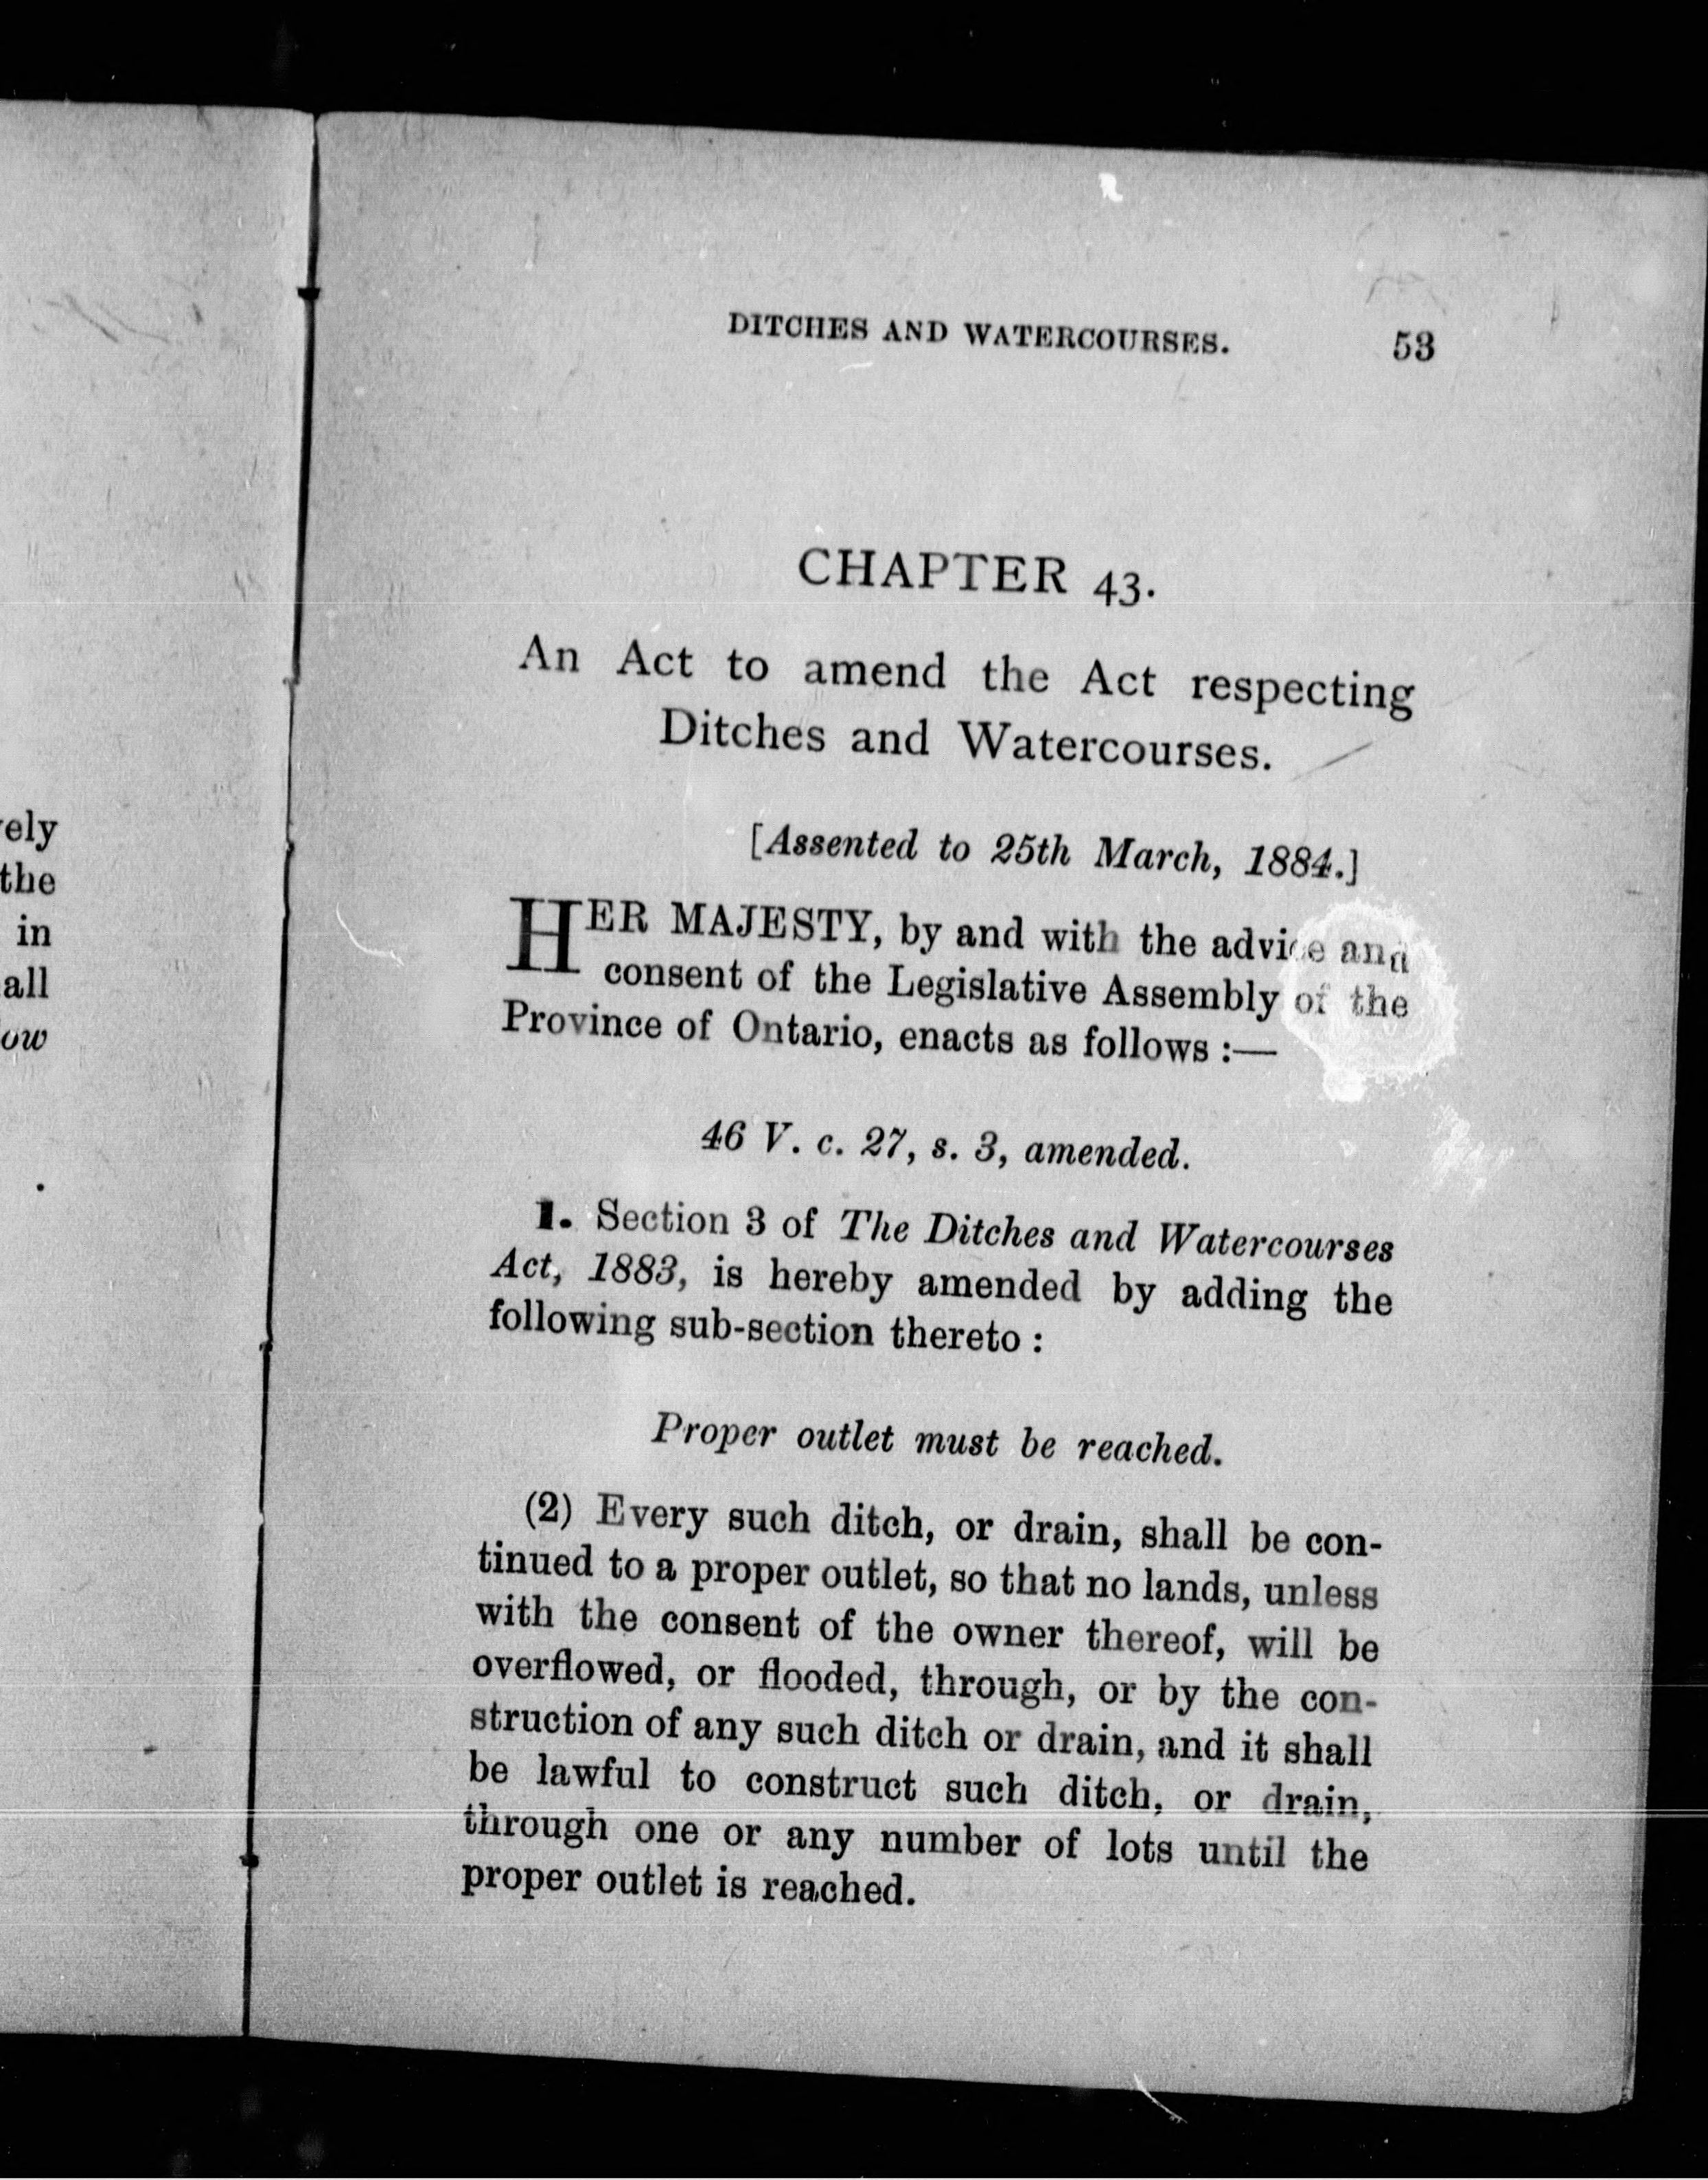 DITCHES AND WATERCOURSES. 53
CHAPTER 43.
An Act to amend the Act respecting
Ditches and Watercourses.
[Assented to 25th March, 1884.]
HER MAJESTY, by and with the advice and
consent of the Legislative Assembly of the
Province of Ontario, enacts as follows :—
46 V. c. 27, s. 3, amended.
1. Section 3 of The Ditches and Watercourses
Act, 1883, is hereby amended by adding the
following sub-section thereto :
Proper outlet must be reached.
(2) Every such ditch, or drain, shall be con-
tinued to a proper outlet, so that no lands, unless
with the consent of the owner thereof, will be
overflowed, or flooded, through, or by the con-
struction of any such ditch or drain, and it shall
be lawful to construct such ditch, or drain,
through one or any number of lots until the
proper outlet is reached.
the
in
all